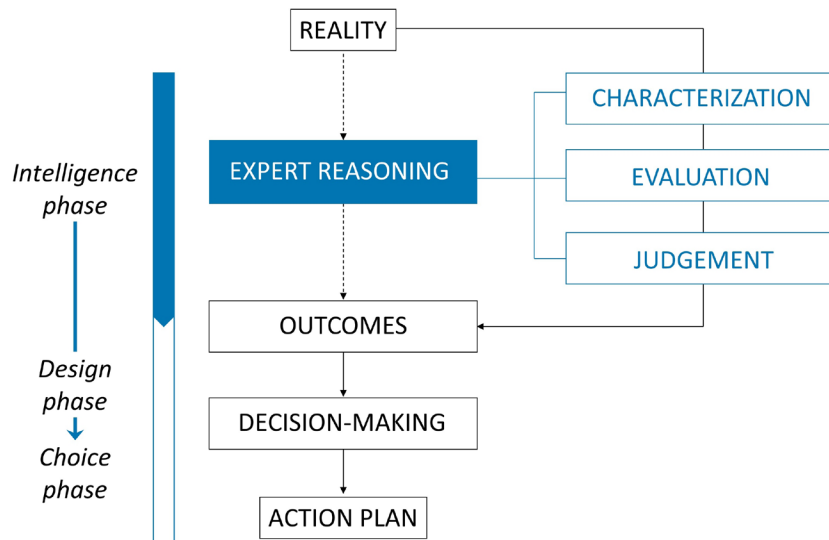 REALITY
CHARACTERIZATION
EXPERT REASONING
EVALUATION
JUDGEMENT
OUTCOMES
DECISION-MAKING
ACTION PLAN
Intelligence
phase
Design
phase
Choice
phase